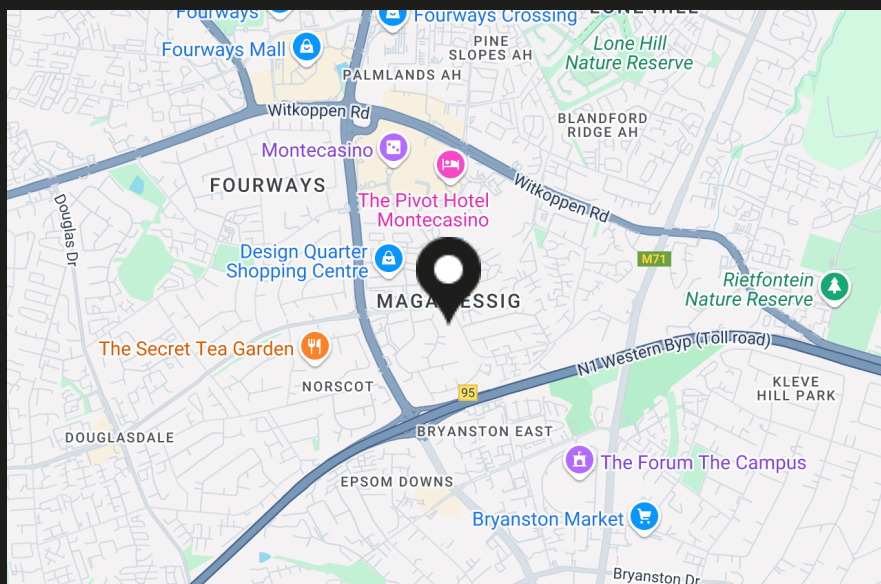 Fourways
Fourways Crossing
LONE HILL
Fourways Mall
PINE
SLOPES AH
Lone Hill
Nature Reserve
PALMLANDS AH
Witkoppen Rd
BLANDFORD
RIDGE AH
Montecasino
FOURWAYS
The Pivot Hotel
Montecasino
Witkoppen Rd
Douglas Dr
Design Quarter
Shopping Centre
M71
Rietfontein
Nature Reserve
The Secret Tea Garden
N1 Western Byp (Toll road)
NORSCOT
95
KLEVE
HILL PARK
DOUGLASDALE
BRYANSTON EAST
The Forum The Campus
EPSOM DOWNS
Bryanston Market
Bryanston Dr